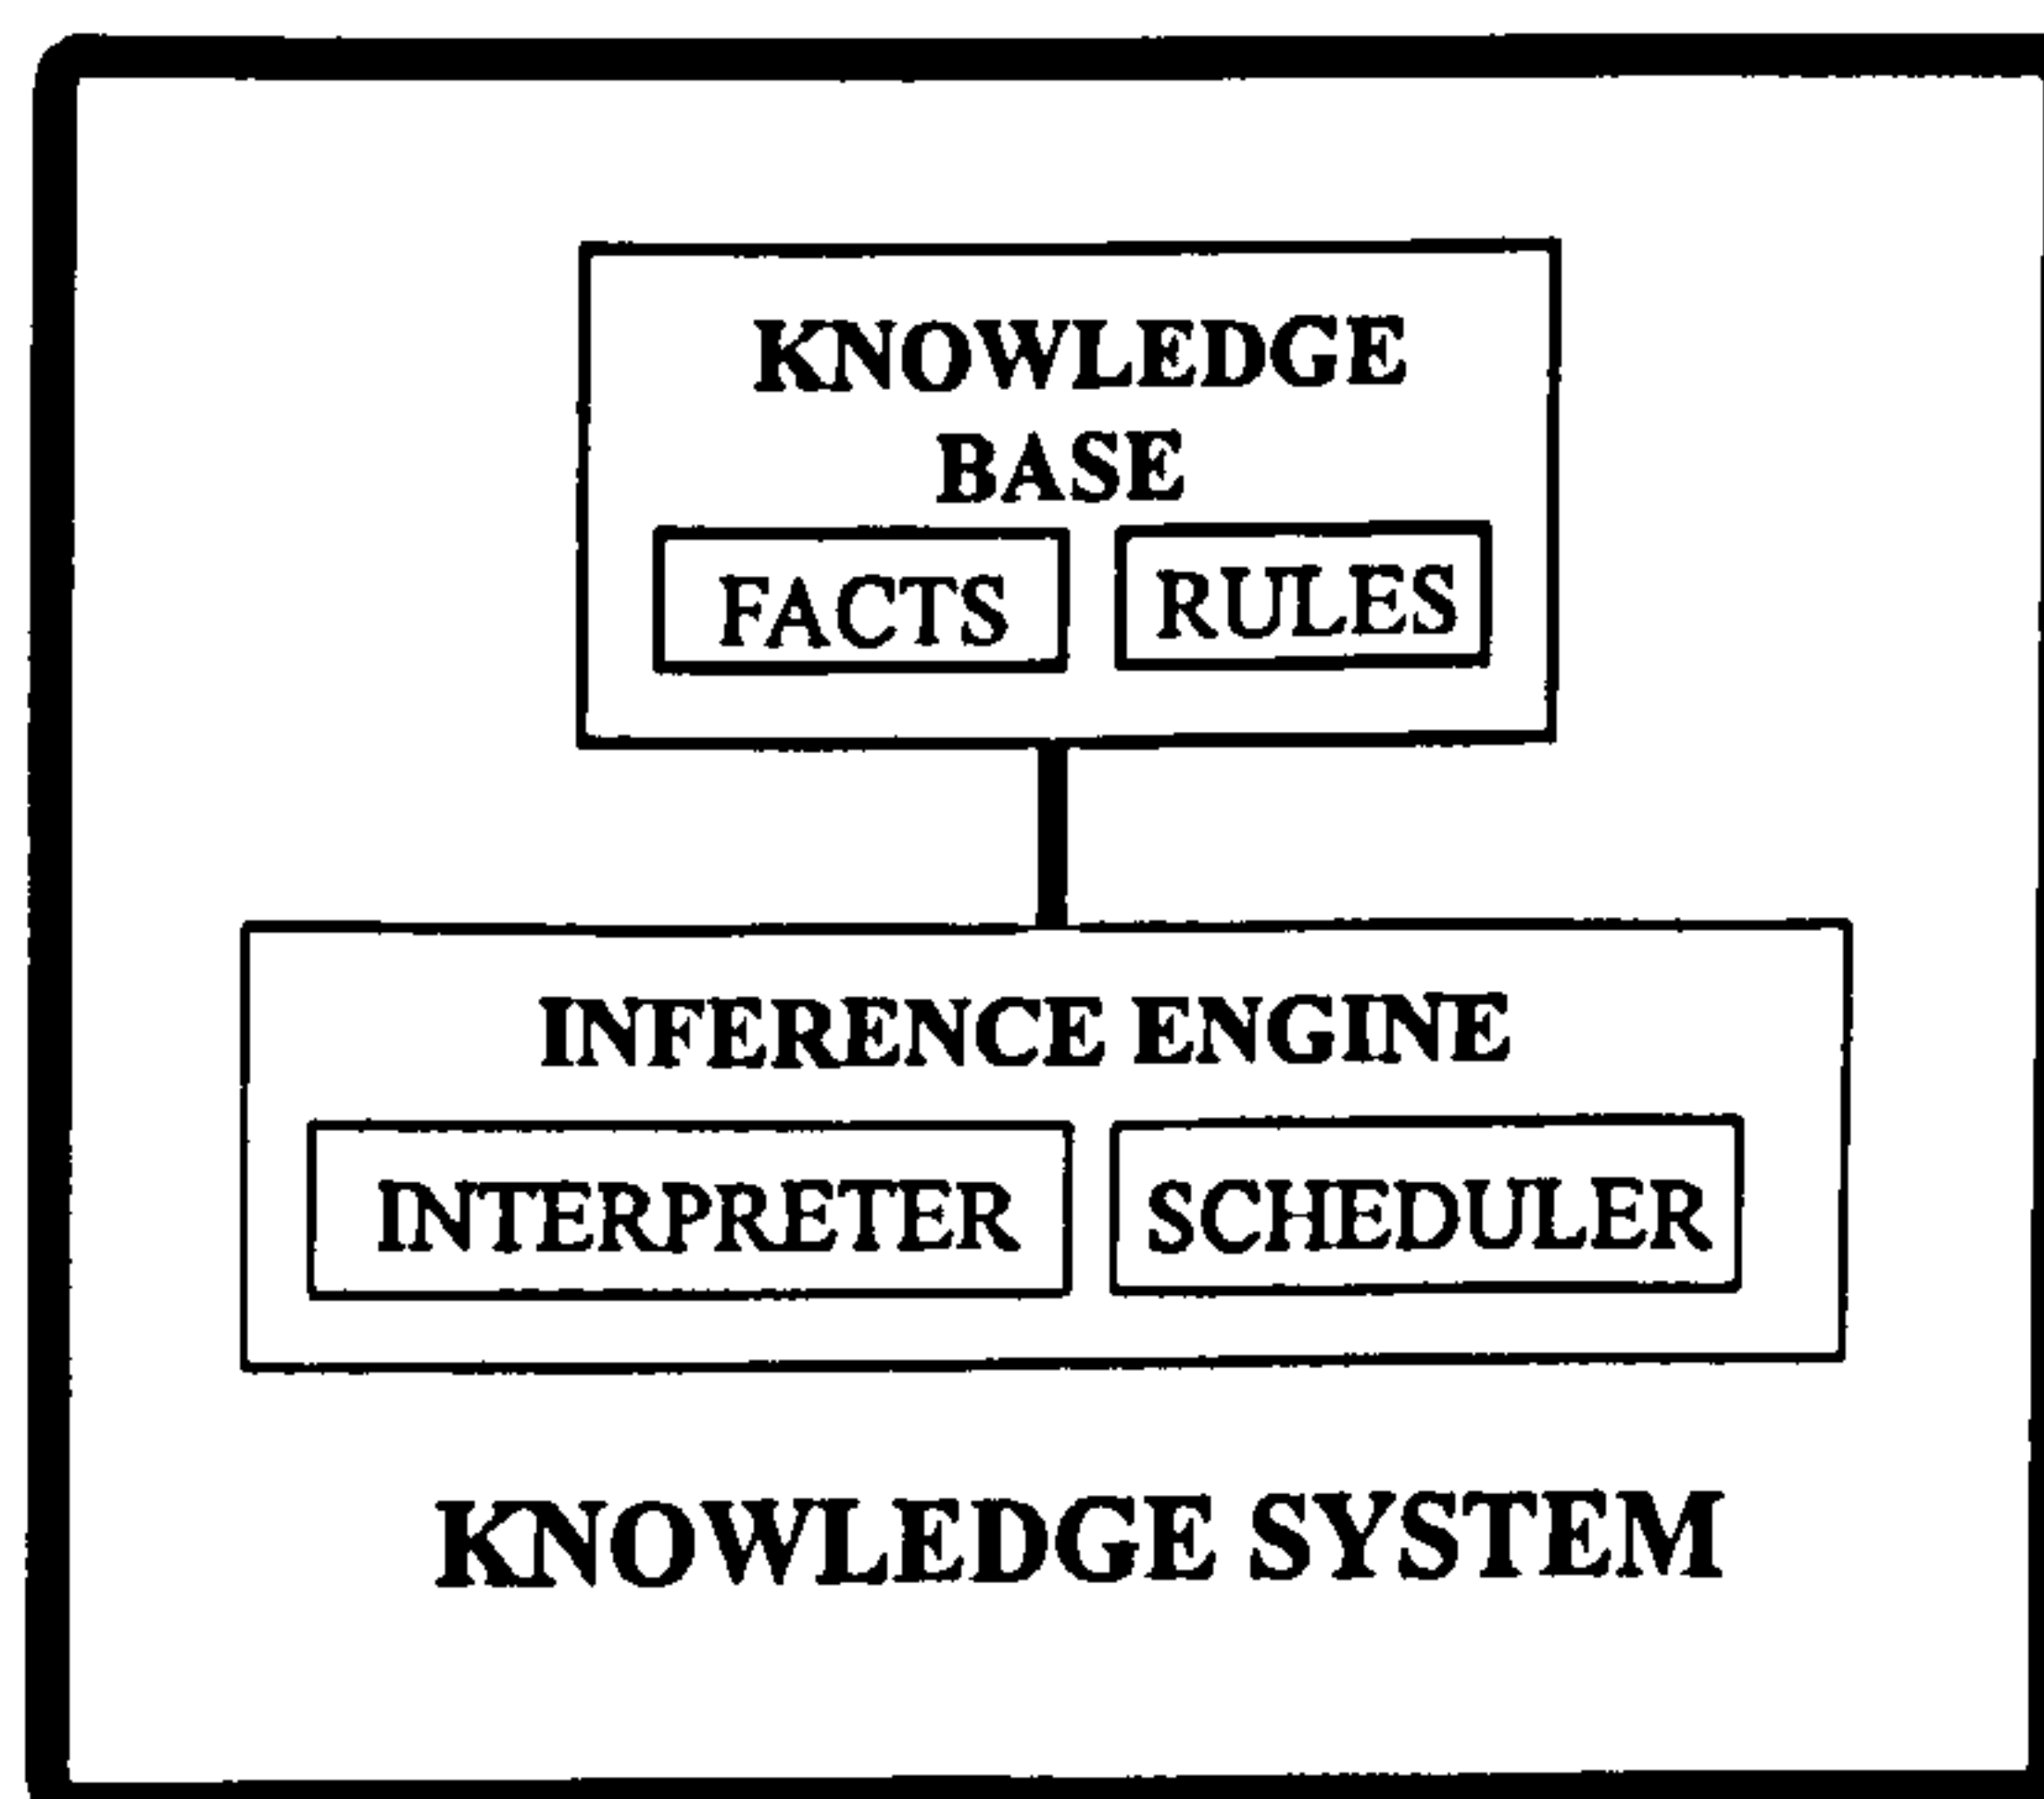 KNOWLEDGE
BASE
FACTS RULES
INFERENCE ENGINE
INTERPRETER SCHEDULER
KNOWLEDGE SYSTEM